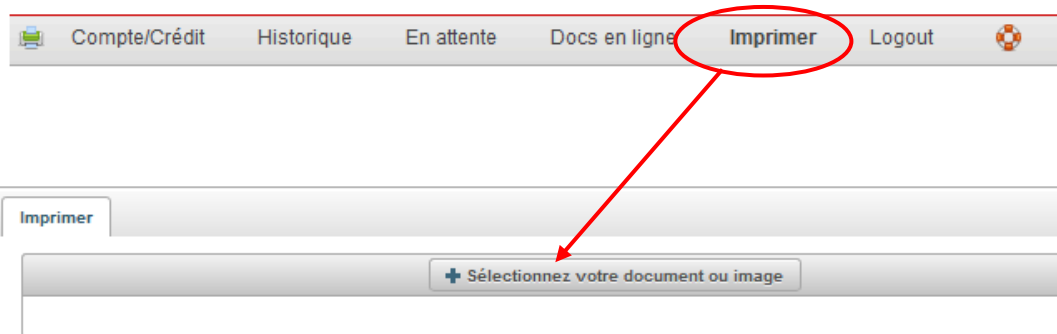 Compte/Crédit Historique En attente Docs en ligne Imprimer Logout
Imprimer
Sélectionnez votre document ou image